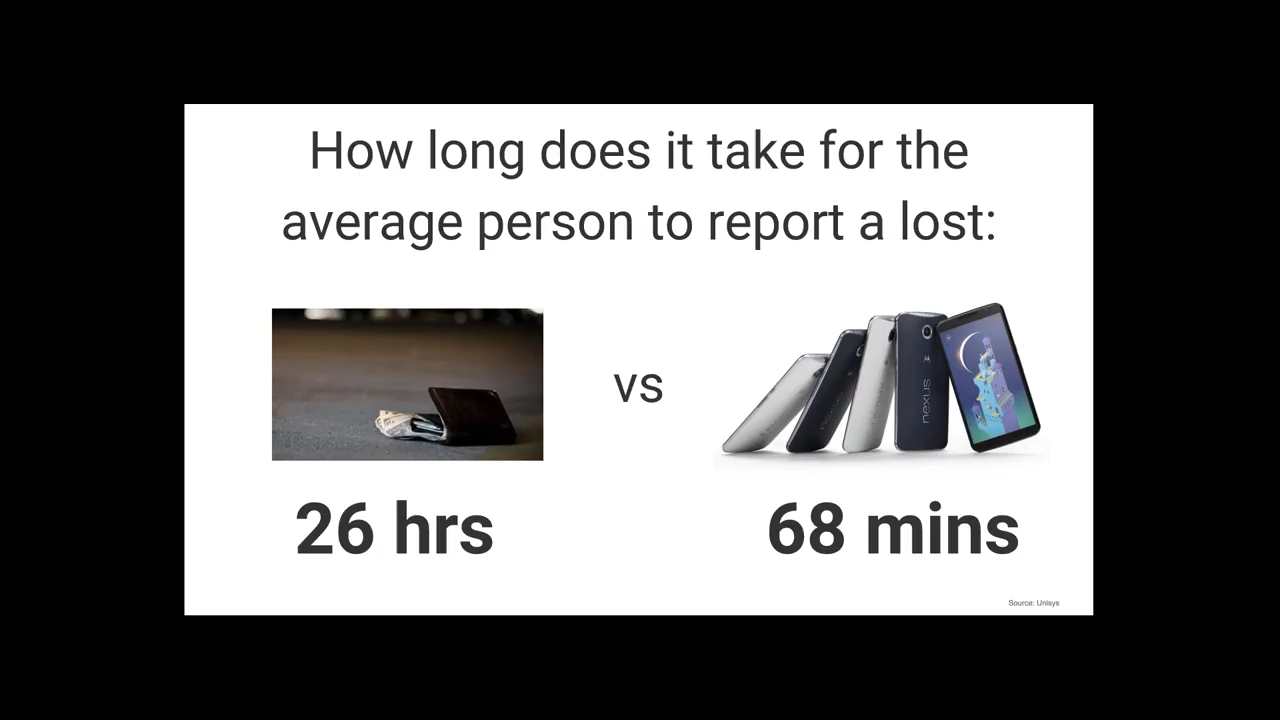 How long does it take for the
average person to report a lost:
vs
nexus
26 hrs
68 mins
Source: Unisys